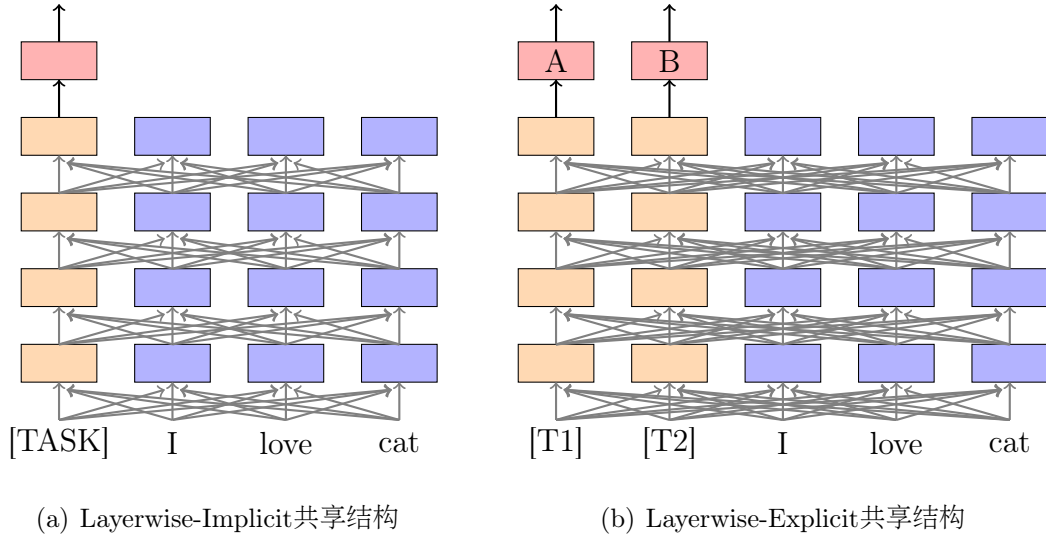 A B
[TASK] I love cat [T1] [T2] I love cat
(a) Layerwise-Implicit共享结构 (b) Layerwise-Explicit共享结构